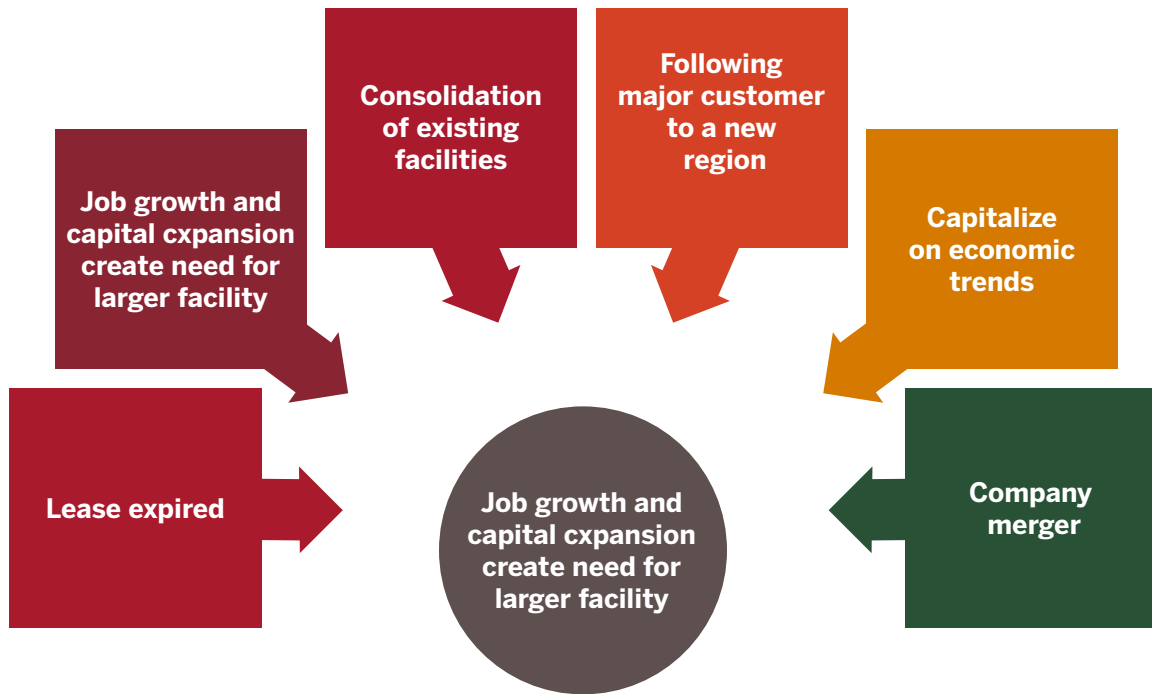 Lease expired
Job growth and
capital cxpansion
create need for
larger facility
Consolidation
of existing
facilities
Following
major customer
to a new
region
Capitalize
on economic
trends
Company
merger
Job growth and
capital cxpansion
create need for
larger facility